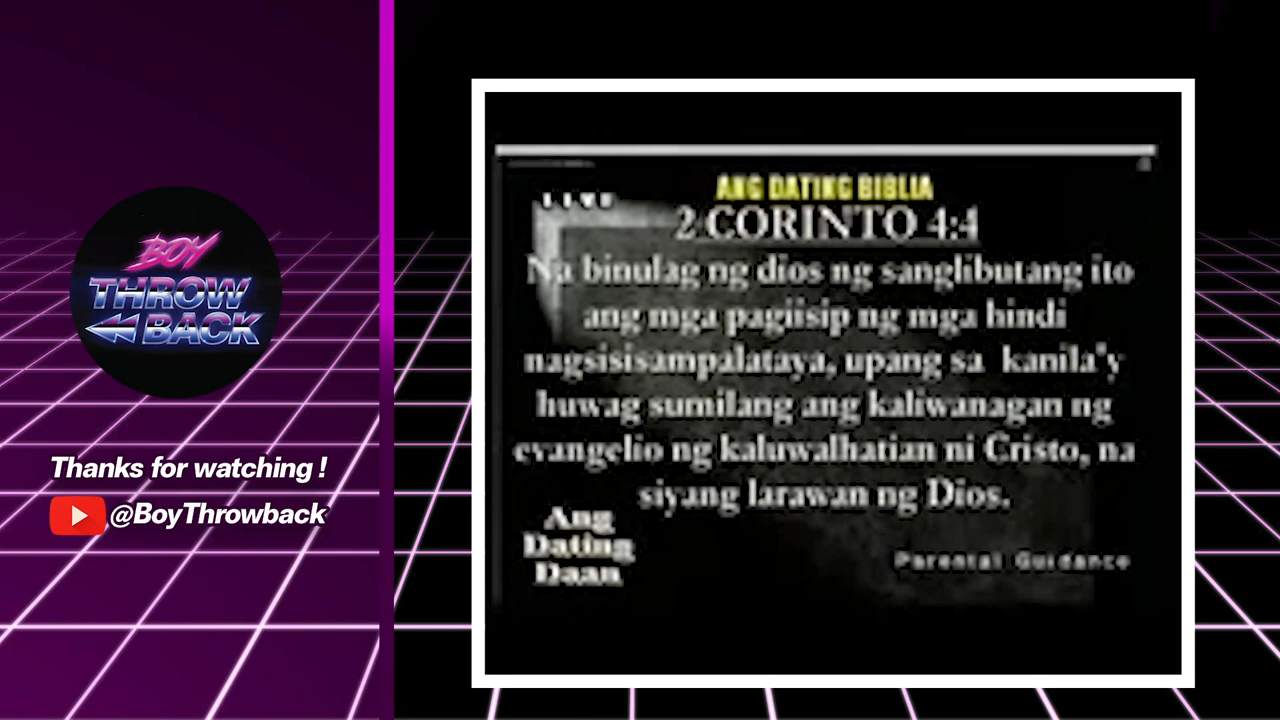 BOY
THROW
BACK
Thanks for watching !
@BoyThrowback
LIVE
ANG DATING BIBLIA
2 CORINTO 4:4
Na binulag ng dios ng sanglibutang ito
ang mga pagiisip ng mga hindi
nagsisisampalataya, upang sa kanila'y
huwag sumilang ang kaliwanagan ng
evangelio ng kaluwalhatian ni Cristo, na
siyang larawan ng Dios.
Ang
Dating
Daan
Parental Guidance